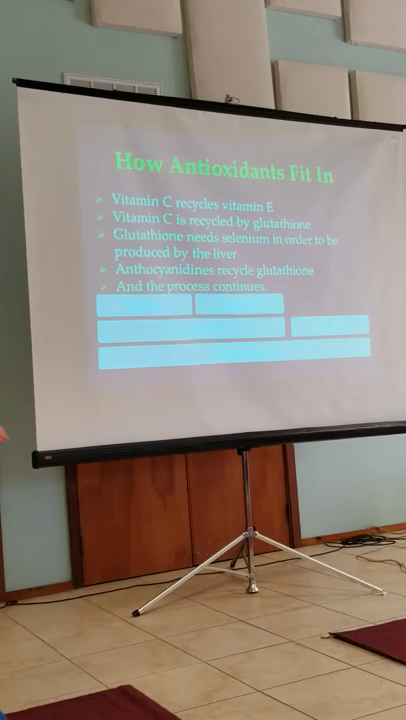 How Antioxidants Fit In
➢ Vitamin C recycles vitamin E
➢ Vitamin C is recycled by glutathione
➢ Glutathione needs selenium in order to be
produced by the liver
➢ Anthocyanidines recycle glutathione
➢ And the process continues.